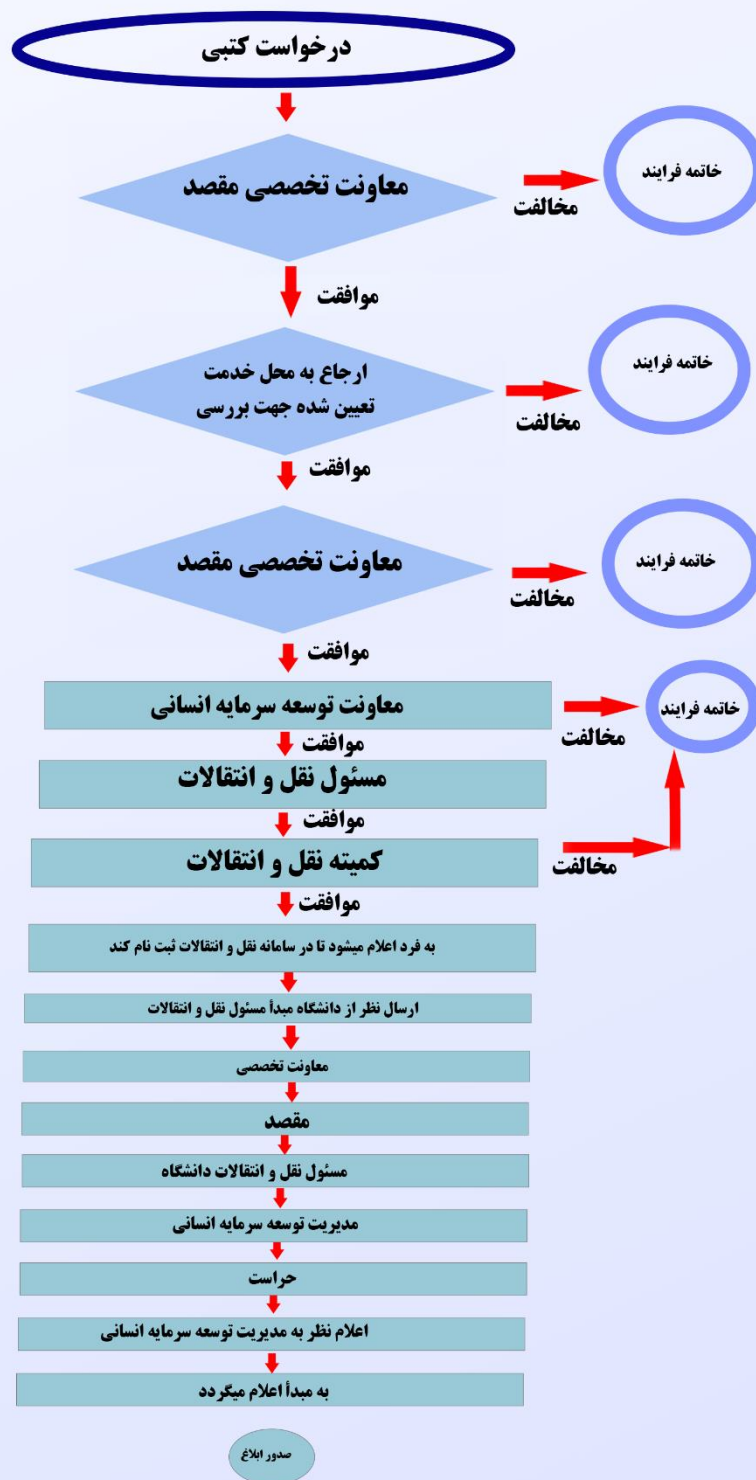 درخواست کتبی
معاونت تخصصی مقصد
خاتمه فرایند
مخالفت
موافقت
ارجاع به محل خدمت
تعیین شده جهت بررسی
خاتمه فرایند
مخالفت
موافقت
معاونت تخصصی مقصد
خاتمه فرایند
مخالفت
موافقت
معاونت توسعه سرمایه انسانی
خاتمه فرایند
مخالفت
موافقت
مسئول نقل و انتقالات
موافقت
کمیته نقل و انتقالات
مخالفت
موافقت
به فرد اعلام میشود تا در سامانه نقل و انتقالات ثبت نام کند
ارسال نظر از دانشگاه مبدأ مسئول نقل و انتقالات
معاونت تخصصی
مقصد
مسئول نقل و انتقالات دانشگاه
مدیریت توسعه سرمایه انسانی
حراست
اعلام نظر به مدیریت توسعه سرمایه انسانی
به مبدأ اعلام میگردد
صدور ابلاغ